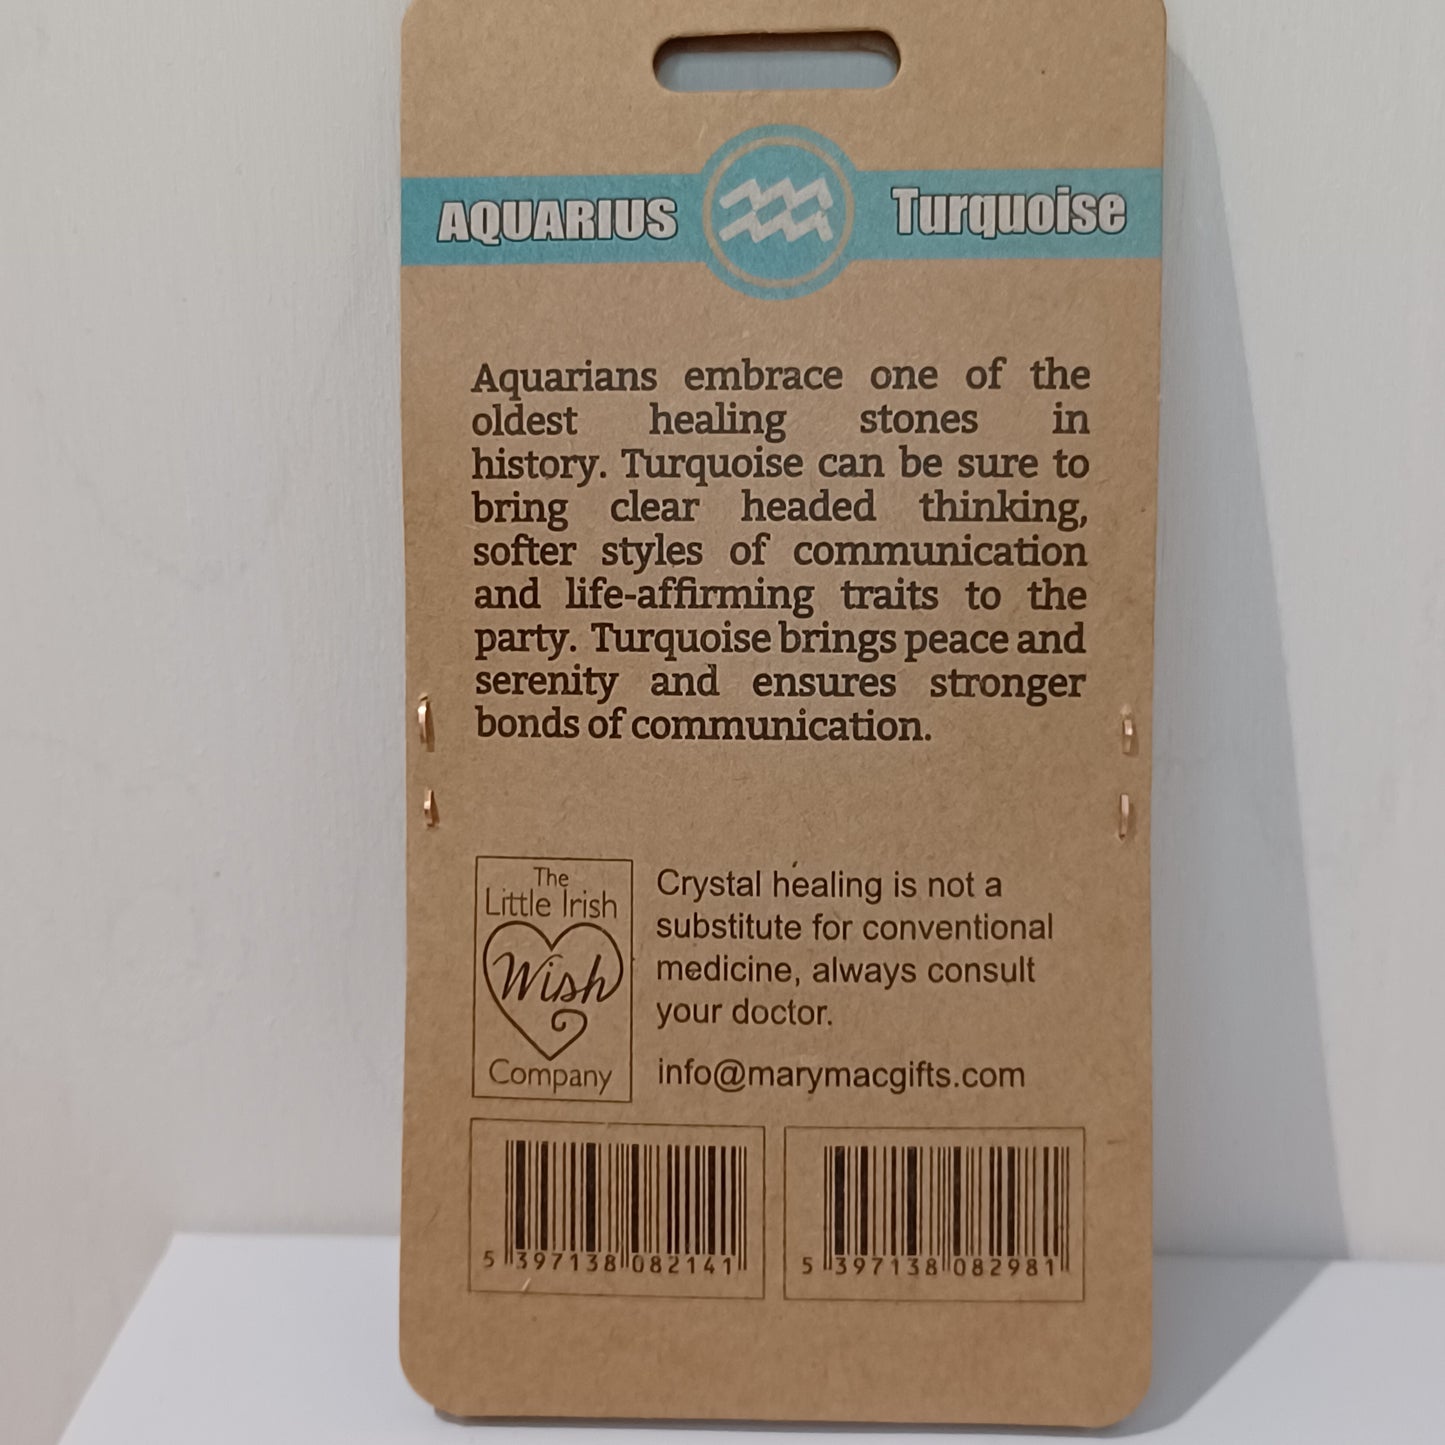 AQUARIUS Turquoise
Aquarians embrace one of the
oldest healing stones in
history. Turquoise can be sure to
bring clear headed thinking,
softer styles of communication
and life-affirming traits to the
party. Turquoise brings peace and
serenity and ensures stronger
bonds of communication.
The
Little Irish
Wish
Company
Crystal healing is not a
substitute for conventional
medicine, always consult
your doctor.
info@marymacgifts.com
5 397138 082141
5 397138 082981